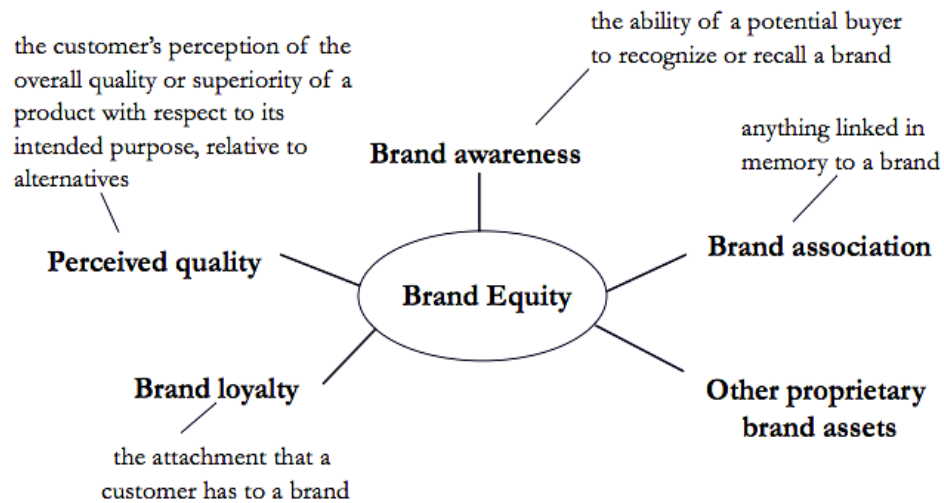 the customer’s perception of the
overall quality or superiority of a
product with respect to its
intended purpose, relative to
alternatives
Perceived quality
the ability of a potential buyer
to recognize or recall a brand
Brand awareness
anything linked in
memory to a brand
Brand association
Brand Equity
Brand loyalty
the attachment that a
customer has to a brand
Other proprietary
brand assets